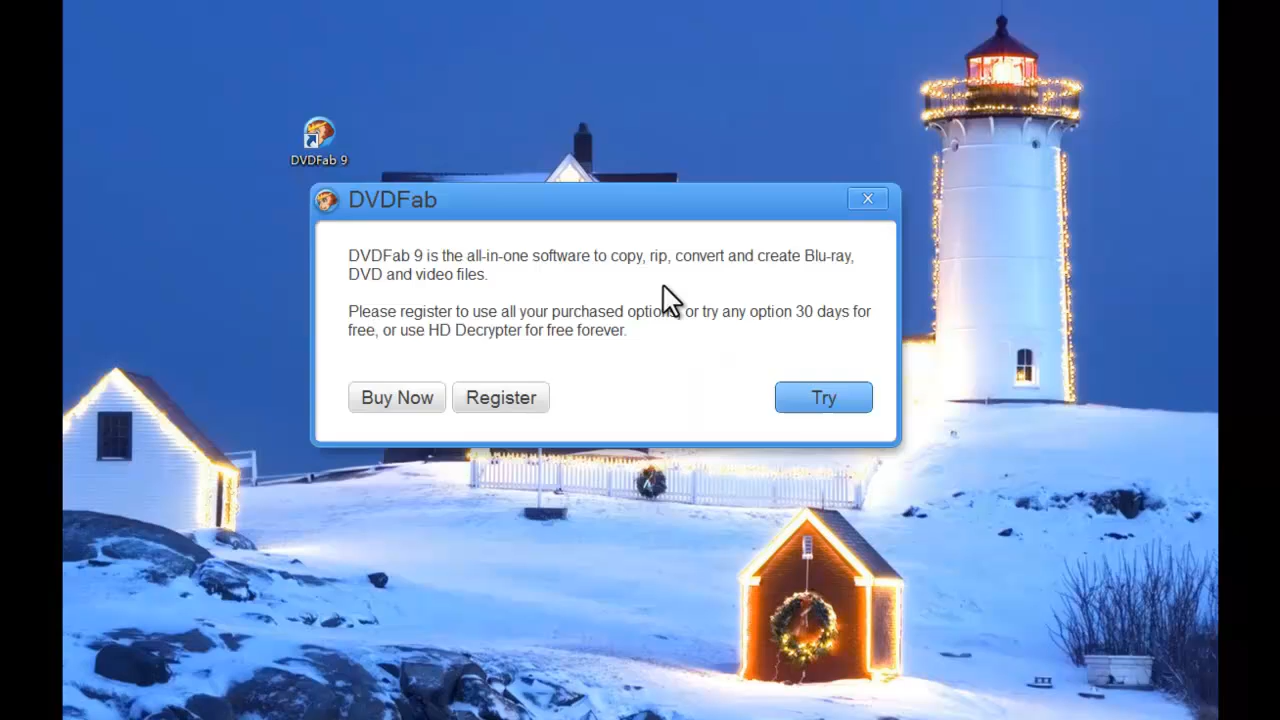 DVDFab 9
DVDFab
DVDFab 9 is the all-in-one software to copy, rip, convert and create Blu-ray,
DVD and video files.
Please register to use all your purchased options or try any option 30 days for
free, or use HD Decrypter for free forever.
Buy Now Register Try